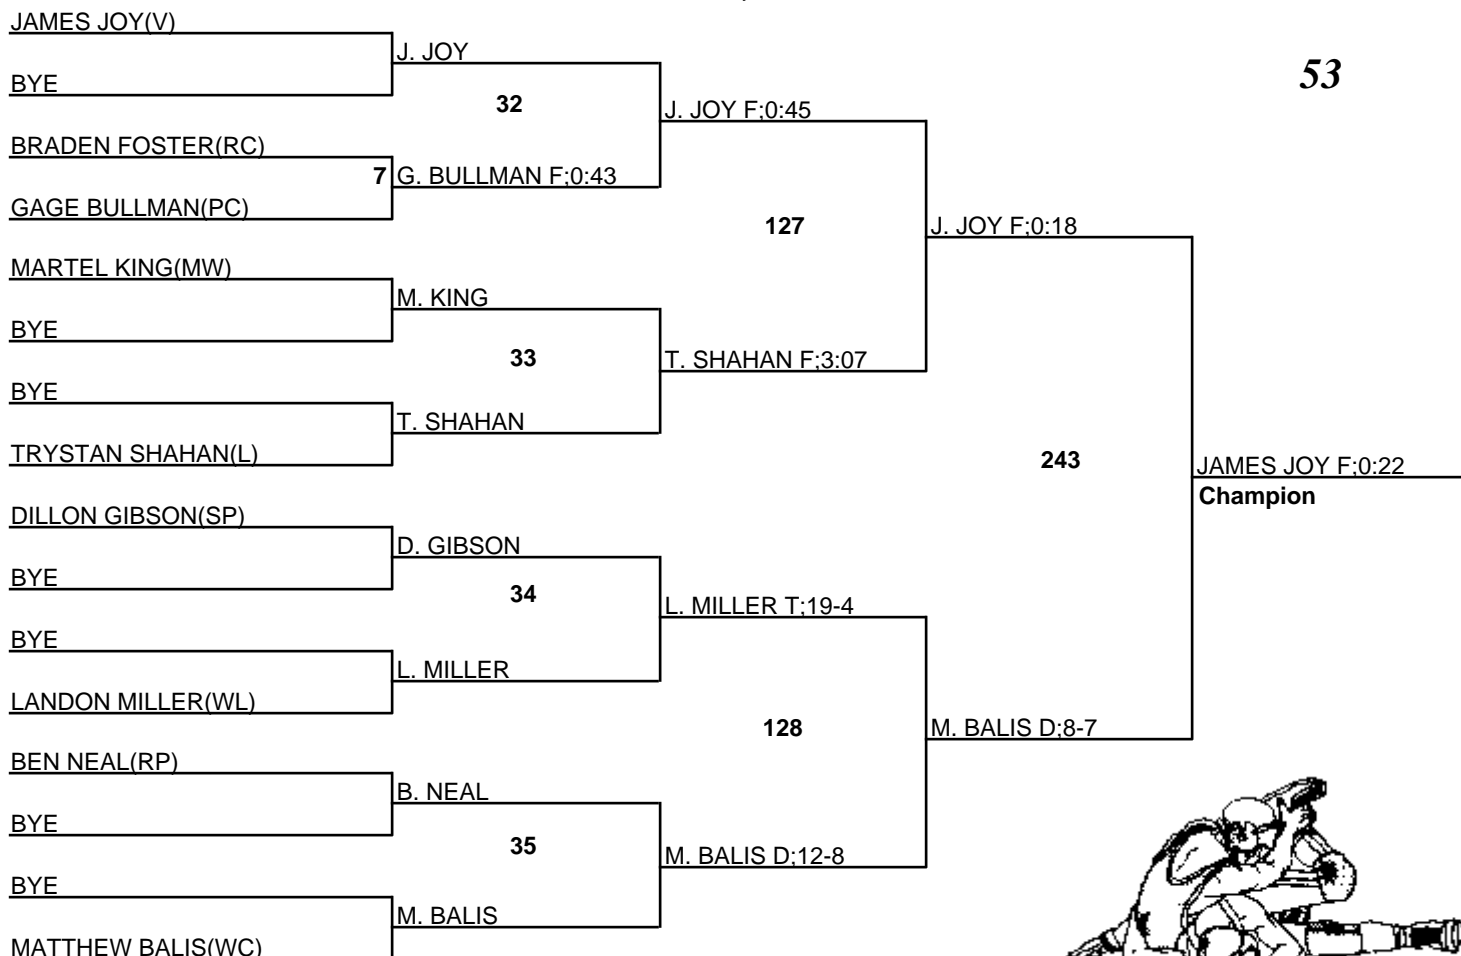 JAMES JOY(V)
BYE
BRADEN FOSTER(RC)
GAGE BULLMAN(PC)
MARTEL KING(MW)
BYE
BYE
TRYSTAN SHAHAN(L)
DILLON GIBSON(SP)
BYE
BYE
LANDON MILLER(WL)
BEN NEAL(RP)
BYE
BYE
MATTHEW BALIS(WC)
J. JOY
7 G. BULLMAN F;0:43
M. KING
T. SHAHAN
D. GIBSON
L. MILLER
B. NEAL
M. BALIS
32
33
34
35
J. JOY F;0:45
T. SHAHAN F;3:07
L. MILLER T;19-4
M. BALIS D;12-8
127
128
J. JOY F;0:18
M. BALIS D;8-7
243
JAMES JOY F;0:22
Champion
53